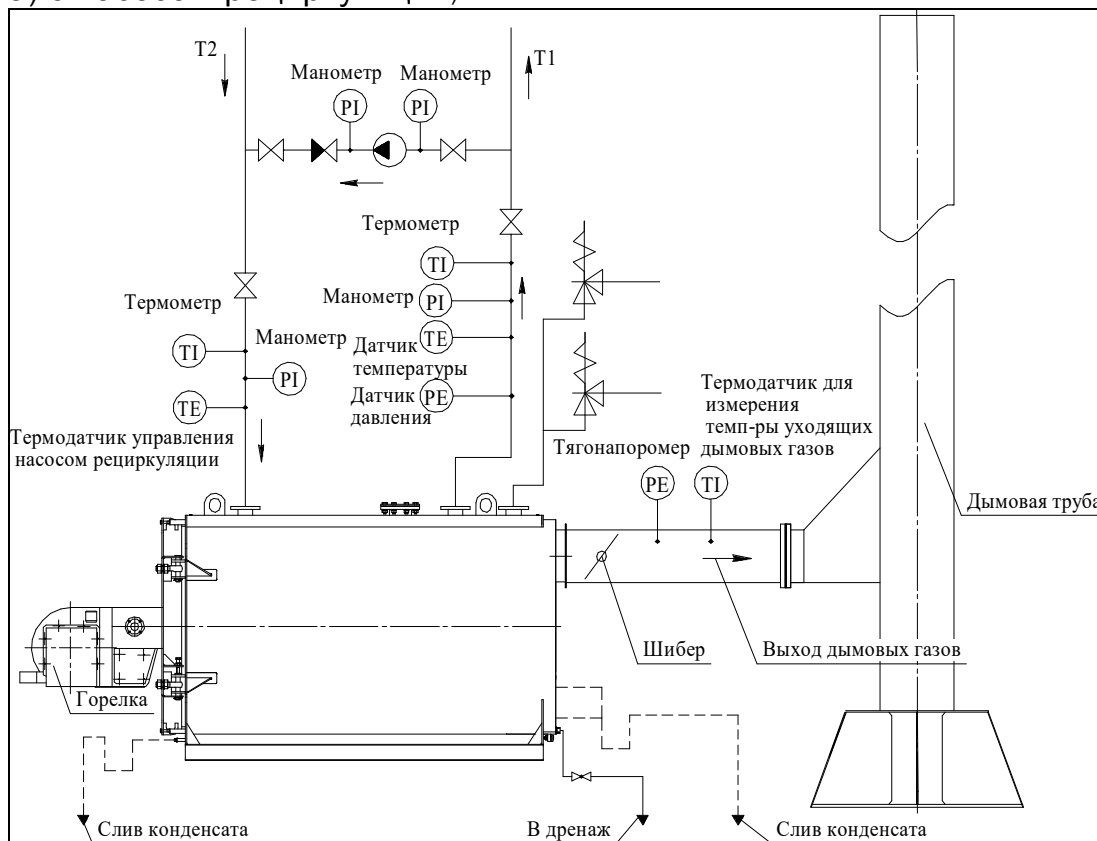 Т2
Манометр
Манометр
Т1
PI
PI
Термометр
TI
Термометр
Манометр
PI
Манометр
TE
TI
PI
Датчик
температуры
TE
Датчик
давления
PE
Термодатчик управления
насосом рециркуляции
Термодатчик для
измерения
темп-ры уходящих
дымовых газов
Тягонапоромер
PE
TI
Дымовая труба
Шибер
Выход дымовых газов
Горелка
Слив конденсата
В дренаж
Слив конденсата